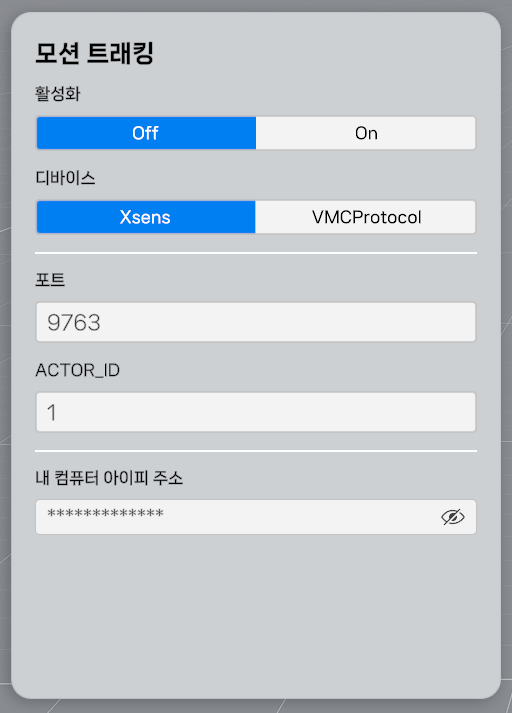 모션 트래킹
활성화
Off On
디바이스
Xsens VMCProtocol
포트
9763
ACTOR_ID
1
내 컴퓨터 아이피 주소
*************